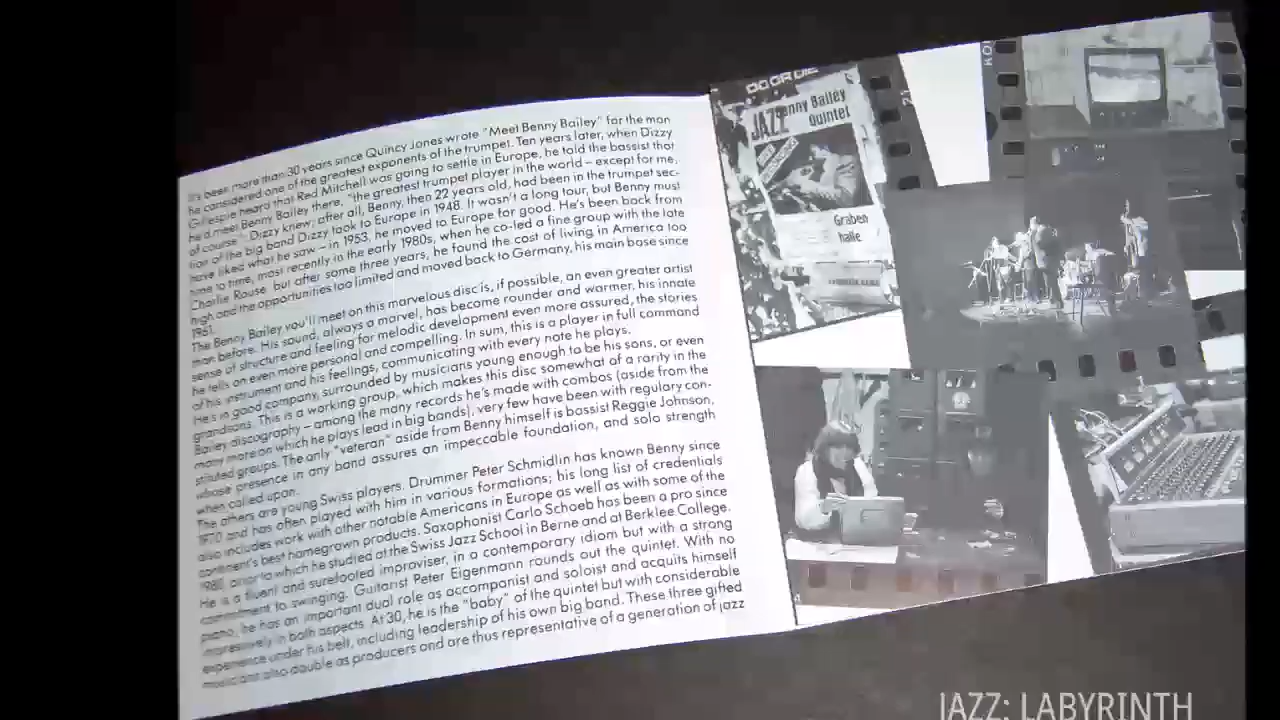 It's been more than 30 years since Quincy Jones wrote "Meet Benny Bailey" for the man
he considered one of the greatest exponents of the trumpet. Ten years later, when Dizzy
Gillespie heard that Red Mitchell was going to settle in Europe, he told the bassist that
he'd meet Benny Bailey there, "the greatest trumpet player in the world – except for me,
of course". Dizzy knew; after all, Benny, then 22 years old, had been in the trumpet sec-
tion of the big band Dizzy took to Europe in 1948. It wasn't a long tour, but Benny must
have liked what he saw – in 1953, he moved to Europe for good. He's been back from
time to time, most recently in the early 1980s, when he co-led a fine group with the late
Charlie Rouse, but after some three years, he found the cost of living in America too
high and the opportunities too limited and moved back to Germany, his main base since
1961.
The Benny Bailey you'll meet on this marvelous disc is, if possible, an even greater artist
than before. His sound, always a marvel, has become rounder and warmer, his innate
sense of structure and feeling for melodic development even more assured, the stories
he tells an even more personal and compelling. In sum, this is a player in full command
of his instrument and his feelings, communicating with every note he plays.
He's in good company, surrounded by musicians young enough to be his sons, or even
grandsons. This is a working group, which makes this disc somewhat of a rarity in the
Bailey discography – among the many records he's made with combos (aside from the
many more on which he plays lead in big bands), very few have been with regulary con-
stituted groups. The only "veteran" aside from Benny himself is bassist Reggie Johnson,
whose presence in any band assures an impeccable foundation, and solo strength
when called upon.
The others are young Swiss players. Drummer Peter Schmidlin has known Benny since
1970 and has often played with him in various formations; his long list of credentials
also includes work with other notable Americans in Europe as well as with some of the
continent's best homegrown products. Saxophonist Carlo Schoeb has been a pro since
1981, prior to which he studied at the Swiss Jazz School in Berne and at Berklee College.
He is a fluent and surefooted improviser, in a contemporary idiom but with a strong
commitment to swinging. Guitarist Peter Eigenmann rounds out the quintet. With no
piano, he has an important dual role as accompanist and soloist and acquits himself
impressively in both aspects. At 30, he is the "baby" of the quintet but with considerable
experience under his belt, including leadership of his own big band. These three gifted
musicians also double as producers and are thus representative of a generation of jazz
DO OR DIE
JAZZ
Benny Bailey
Quintet
Graben
halle
21
KO
JAZZ: LABYRINTH